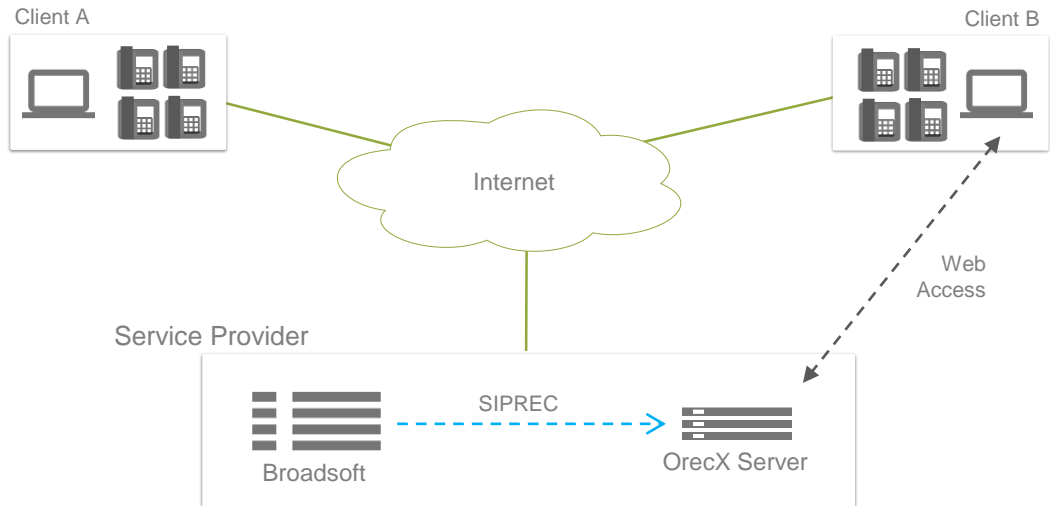 Client A
Client B
Internet
Web
Access
Service Provider
SIPREC
Broadsoft
OrecX Server